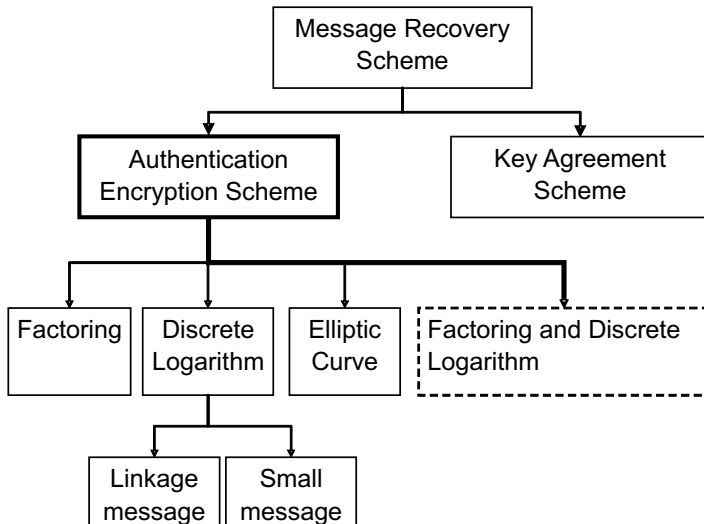 Message Recovery
Scheme
Authentication
Encryption Scheme
Key Agreement
Scheme
Factoring
Discrete
Logarithm
Elliptic
Curve
Factoring and Discrete
Logarithm
Linkage
message
Small
message